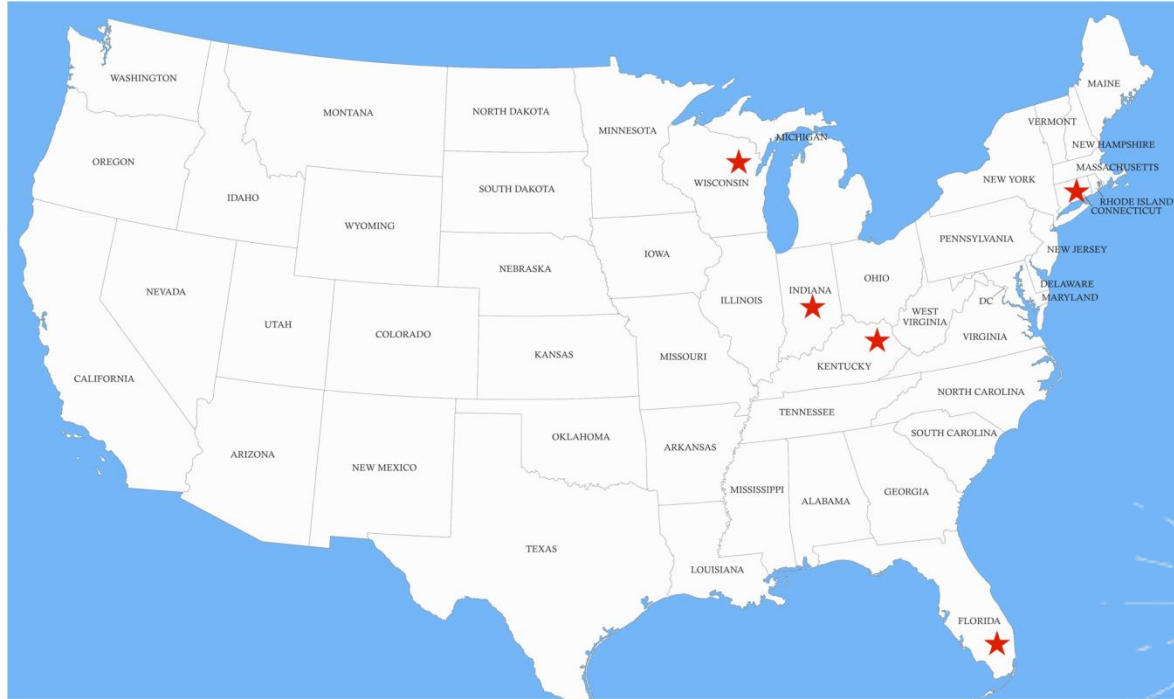 WASHINGTON
MONTANA
NORTH DAKOTA
MINNESOTA
MICHIGAN
MAINE
VERMONT
NEW HAMPSHIRE
OREGON
IDAHO
SOUTH DAKOTA
WISCONSIN
NEW YORK
MASSACHUSETTS
RHODE ISLAND
CONNECTICUT
WYOMING
IOWA
PENNSYLVANIA
NEW JERSEY
NEBRASKA
NEVADA
UTAH
COLORADO
ILLINOIS
INDIANA
OHIO
WEST
VIRGINIA
DC
DELAWARE
MARYLAND
VIRGINIA
CALIFORNIA
KANSAS
MISSOURI
KENTUCKY
NORTH CAROLINA
TENNESSEE
SOUTH CAROLINA
ARIZONA
NEW MEXICO
OKLAHOMA
ARKANSAS
MISSISSIPPI
ALABAMA
GEORGIA
TEXAS
LOUISIANA
FLORIDA